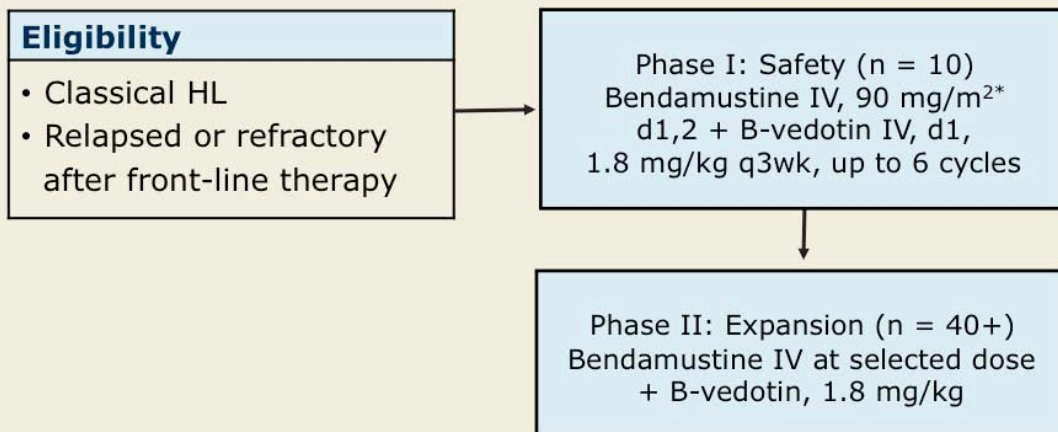 Eligibility
• Classical HL
• Relapsed or refractory
after front-line therapy
Phase I: Safety (n = 10)
Bendamustine IV, 90 mg/m²*
d1,2 + B-vedotin IV, d1,
1.8 mg/kg q3wk, up to 6 cycles
Phase II: Expansion (n = 40+)
Bendamustine IV at selected dose
+ B-vedotin, 1.8 mg/kg